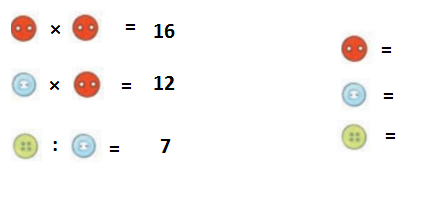 × = 16
× = 12
: = 7
=
=
=